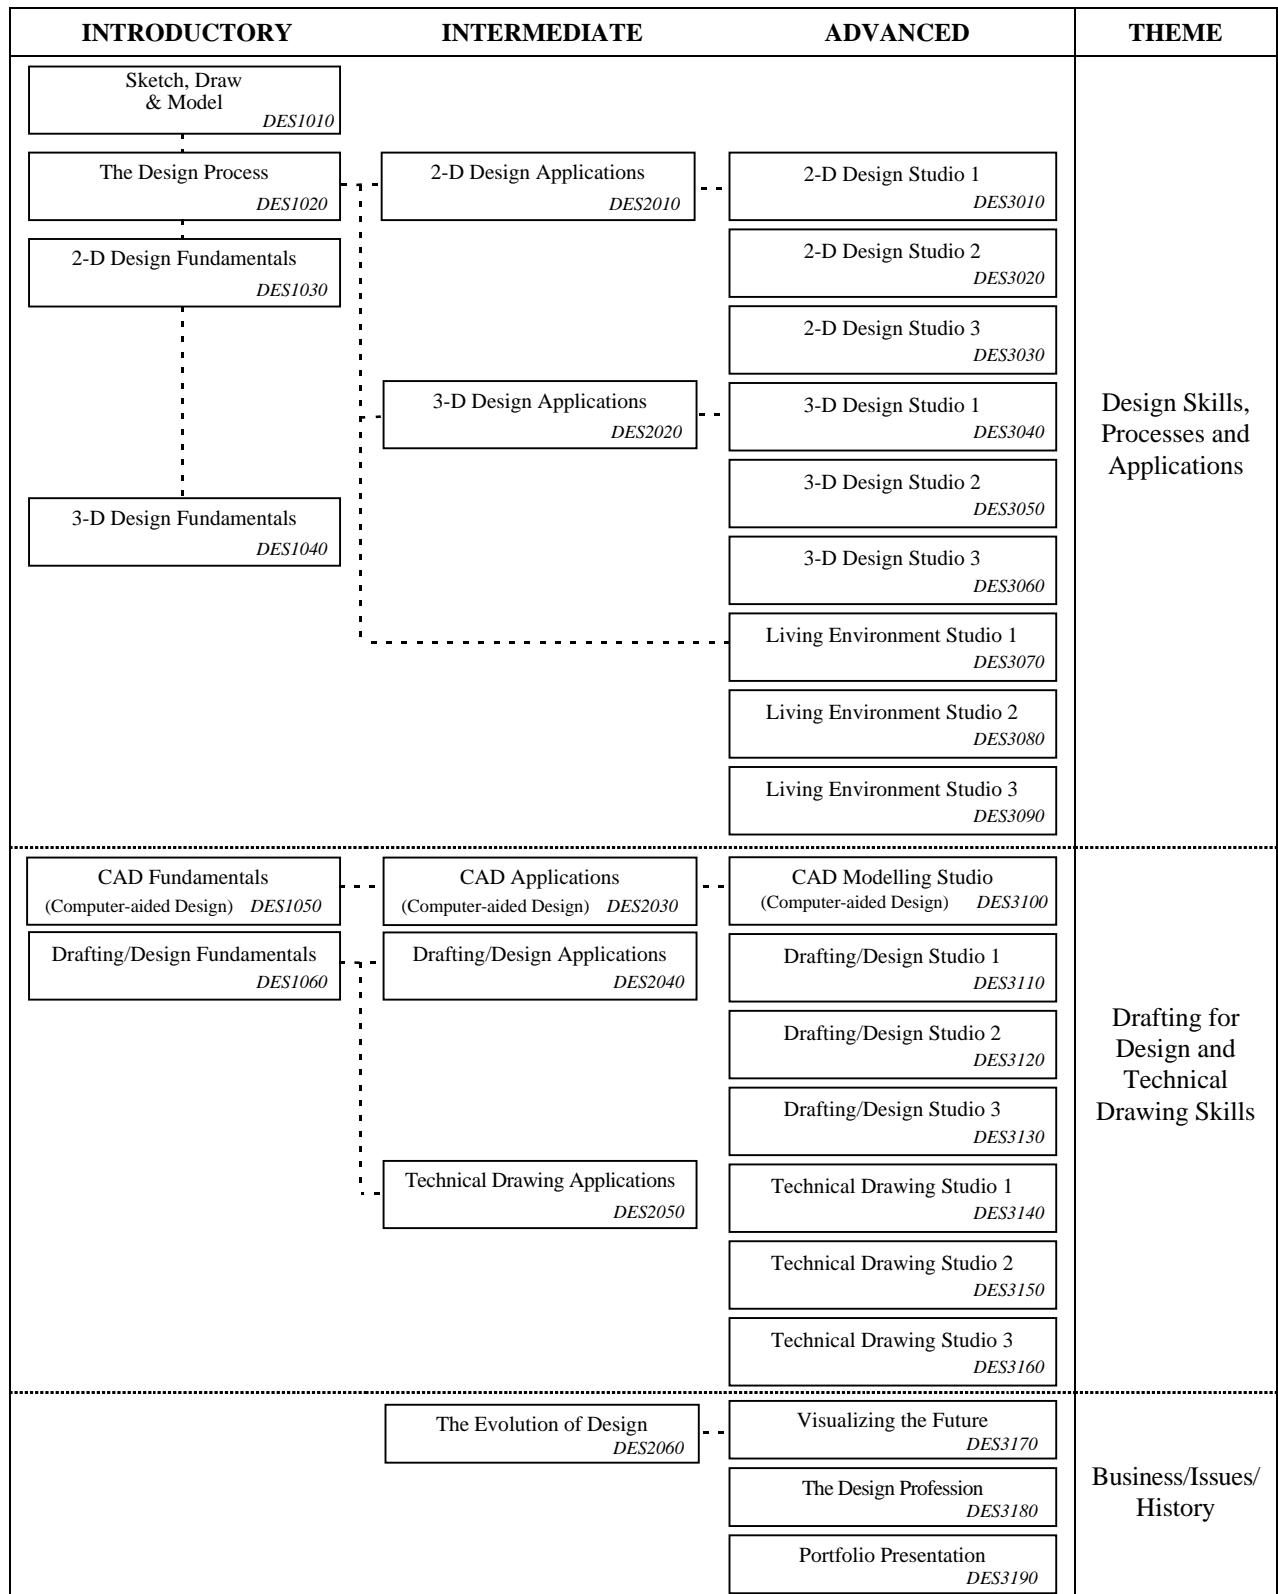 INTRODUCTORY INTERMEDIATE ADVANCED THEME
Sketch, Draw
& Model
DES1010
The Design Process
DES1020
2-D Design Applications
DES2010
2-D Design Studio 1
DES3010
2-D Design Fundamentals
DES1030
2-D Design Studio 2
DES3020
2-D Design Studio 3
DES3030
3-D Design Applications
DES2020
3-D Design Studio 1
DES3040
Design Skills,
Processes and
Applications
3-D Design Studio 2
DES3050
3-D Design Fundamentals
DES1040
3-D Design Studio 3
DES3060
Living Environment Studio 1
DES3070
Living Environment Studio 2
DES3080
Living Environment Studio 3
DES3090
CAD Fundamentals
(Computer-aided Design) DES1050
CAD Applications
(Computer-aided Design) DES2030
CAD Modelling Studio
(Computer-aided Design) DES3100
Drafting/Design Fundamentals
DES1060
Drafting/Design Applications
DES2040
Drafting/Design Studio 1
DES3110
Drafting/Design Studio 2
DES3120
Drafting for
Design and
Technical
Drawing Skills
Drafting/Design Studio 3
DES3130
Technical Drawing Applications
DES2050
Technical Drawing Studio 1
DES3140
Technical Drawing Studio 2
DES3150
Technical Drawing Studio 3
DES3160
The Evolution of Design
DES2060
Visualizing the Future
DES3170
The Design Profession
DES3180
Business/Issues/
History
Portfolio Presentation
DES3190